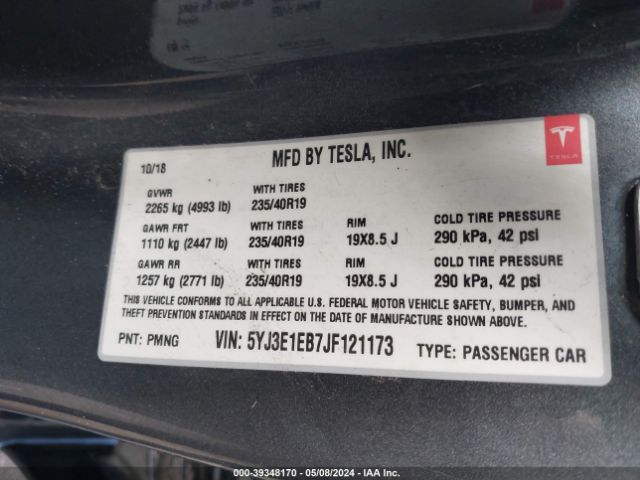 10/18
MFD BY TESLA, INC.
TESLA
GVWR WITH TIRES
2265 kg (4993 lb) 235/40R19
GAWR FRT WITH TIRES RIM COLD TIRE PRESSURE
1110 kg (2447 lb) 235/40R19 19X8.5 J 290 kPa, 42 psi
GAWR RR WITH TIRES RIM COLD TIRE PRESSURE
1257 kg (2771 lb) 235/40R19 19X8.5 J 290 kPa, 42 psi
THIS VEHICLE CONFORMS TO ALL APPLICABLE U.S. FEDERAL MOTOR VEHICLE SAFETY, BUMPER, AND
THEFT PREVENTION STANDARDS IN EFFECT ON THE DATE OF MANUFACTURE SHOWN ABOVE.
PNT: PMNG VIN: 5YJ3E1EB7JF121173 TYPE: PASSENGER CAR
000-39348170 - 05/08/2024 - IAA Inc.